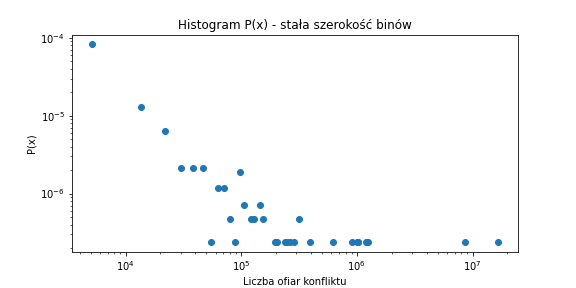 Histogram P(x) - stała szerokość binów
10⁻⁴
10⁻⁵
10⁻⁶
P(x)
10⁴ 10⁵ 10⁶ 10⁷
Liczba ofiar konfliktu